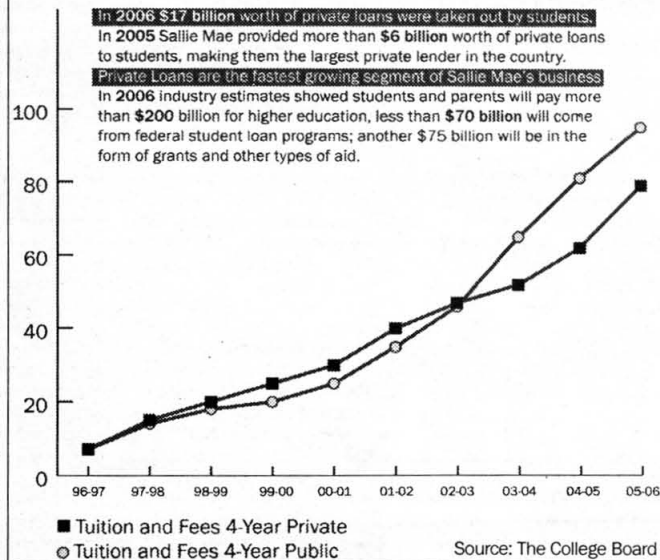 In 2006 $17 billion worth of private loans were taken out by students.
In 2005 Sallie Mae provided more than $6 billion worth of private loans
to students, making them the largest private lender in the country.
Private Loans are the fastest growing segment of Sallie Mae's business
In 2006 industry estimates showed students and parents will pay more
than $200 billion for higher education, less than $70 billion will come
from federal student loan programs; another $75 billion will be in the
form of grants and other types of aid.
100
80
60
40
20
0
96-97 97-98 98-99 99-00 00-01 01-02 02-03 03-04 04-05 05-06
Tuition and Fees 4-Year Private
Tuition and Fees 4-Year Public
Source: The College Board